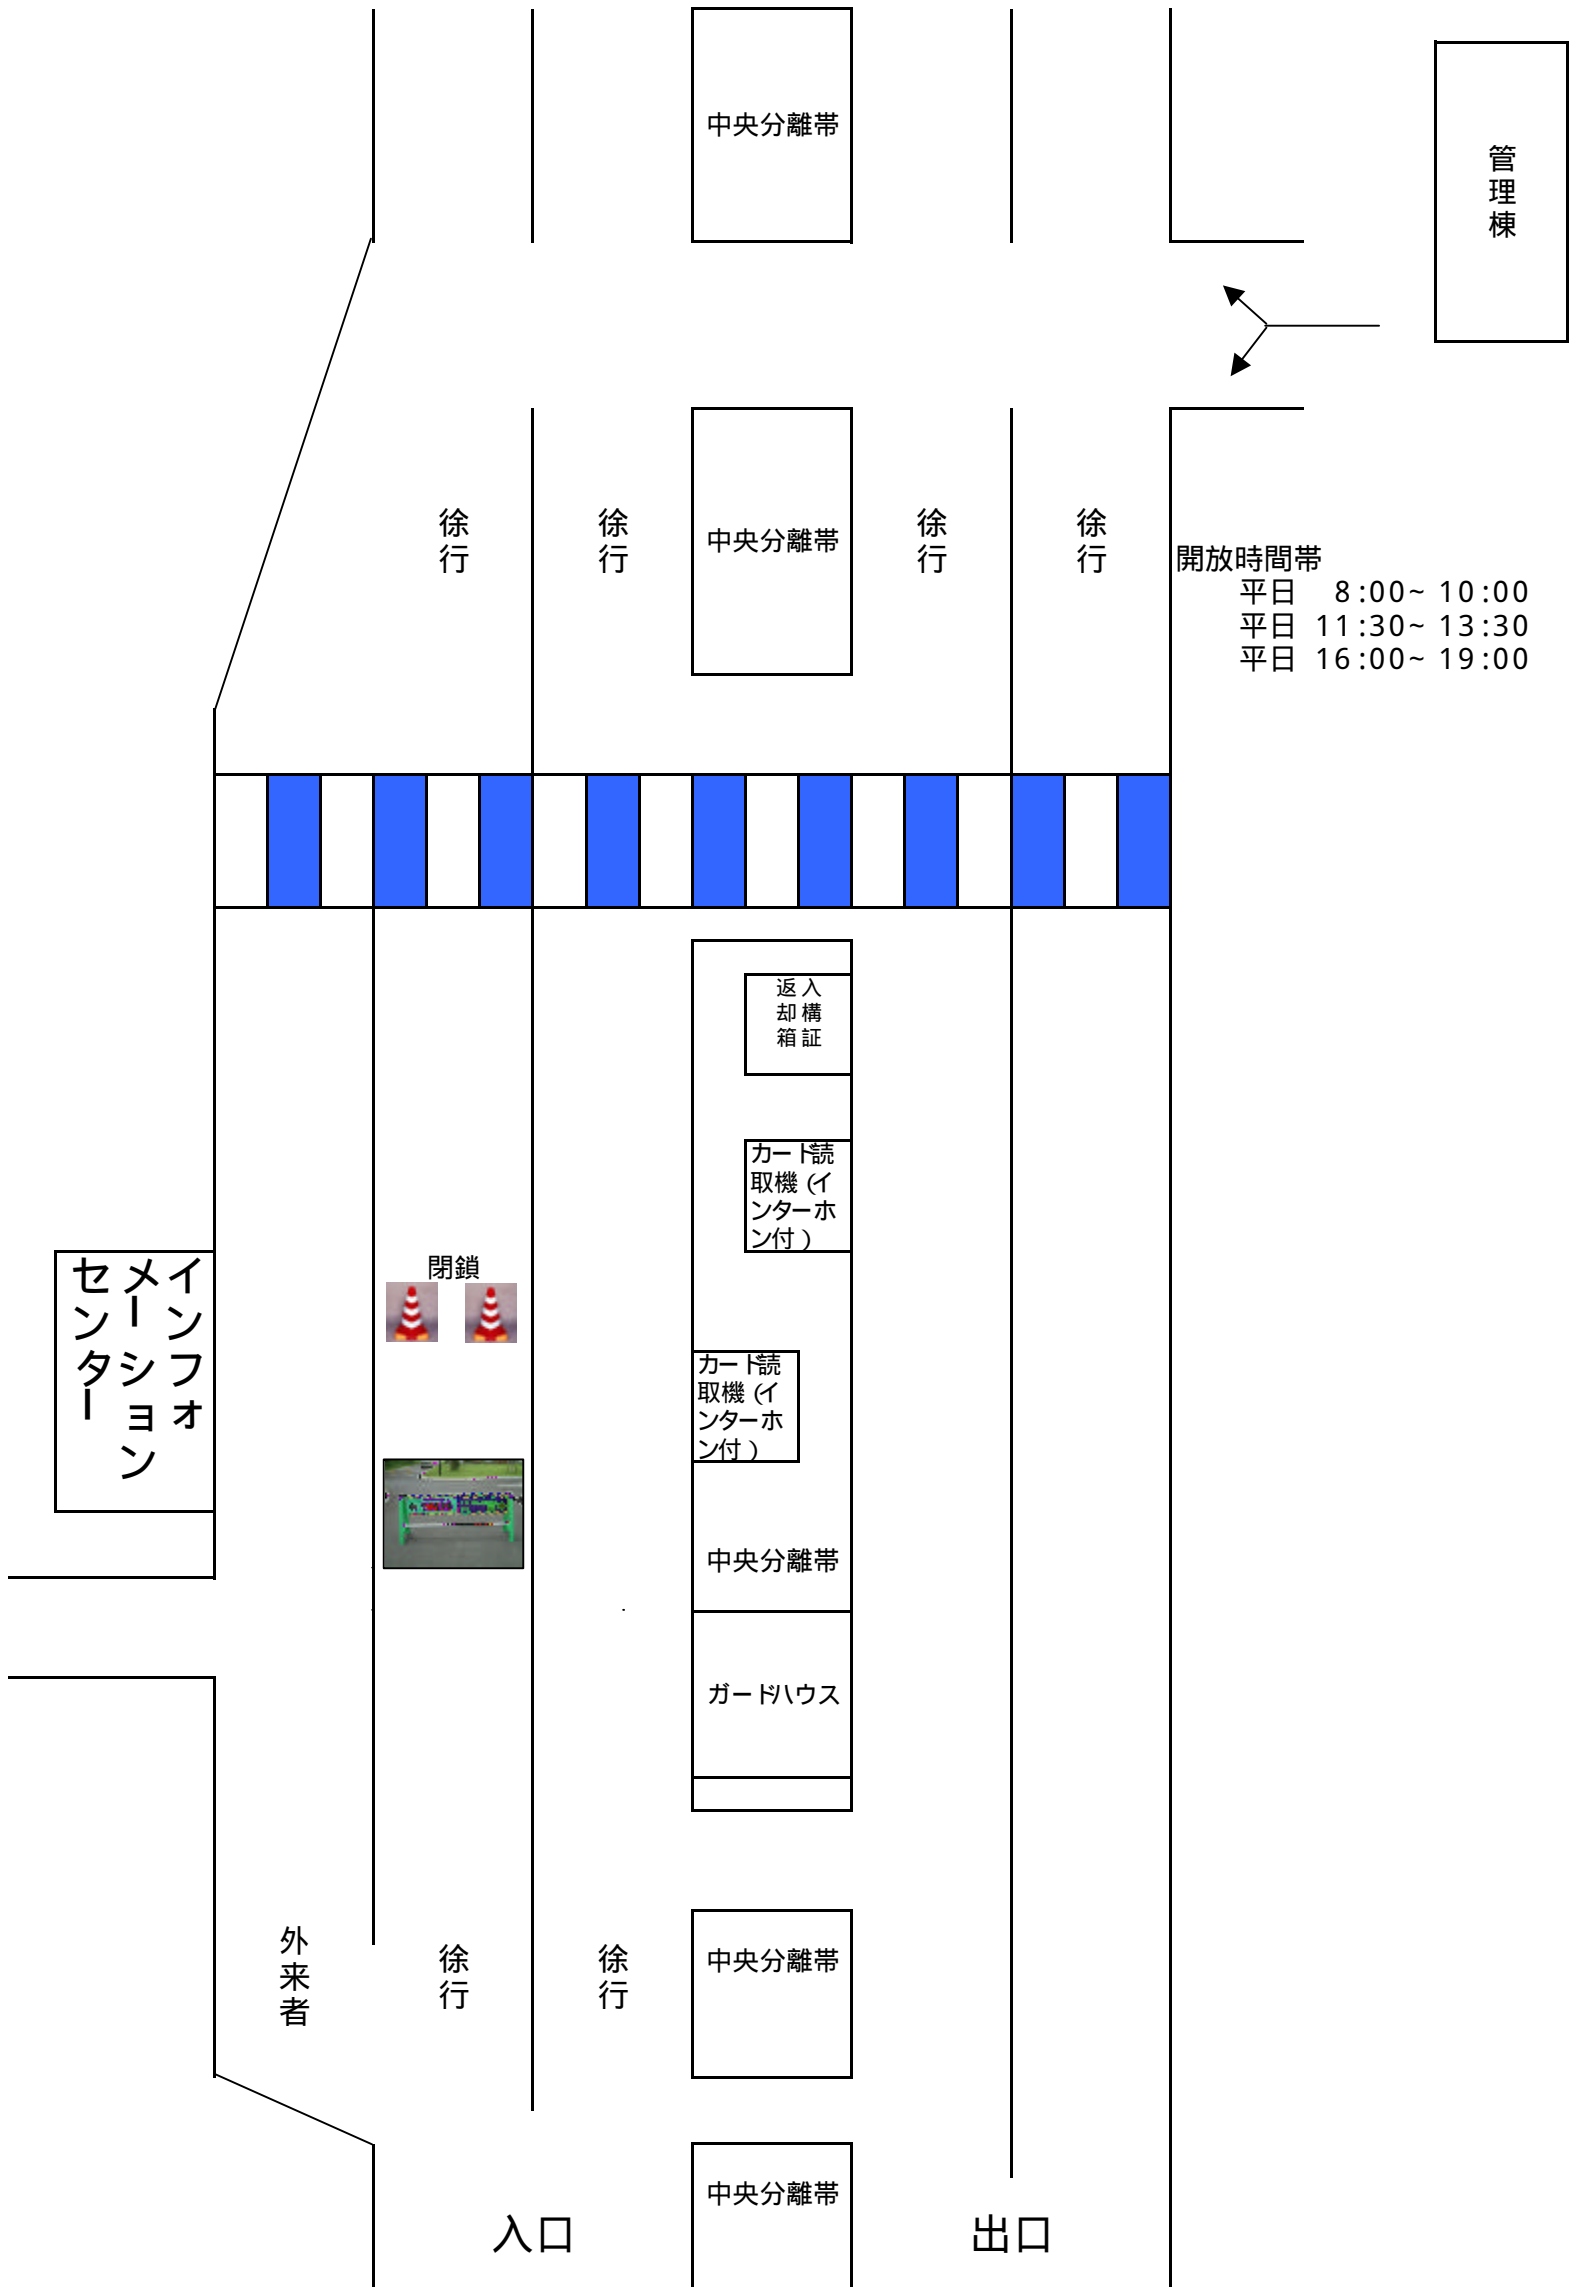 中央分離帯
管理棟
徐行
徐行
中央分離帯
徐行
徐行
開放時間帯
平日 8:00~ 10:00
平日 11:30~ 13:30
平日 16:00~ 19:00
入構証
返却箱
カード読
取機(イ
ンターホ
ン付)
閉鎖
インフォ
メーション
センター
カード読
取機(イ
ンターホ
ン付)
中央分離帯
ガードハウス
外来者
徐行
徐行
中央分離帯
中央分離帯
入口
出口